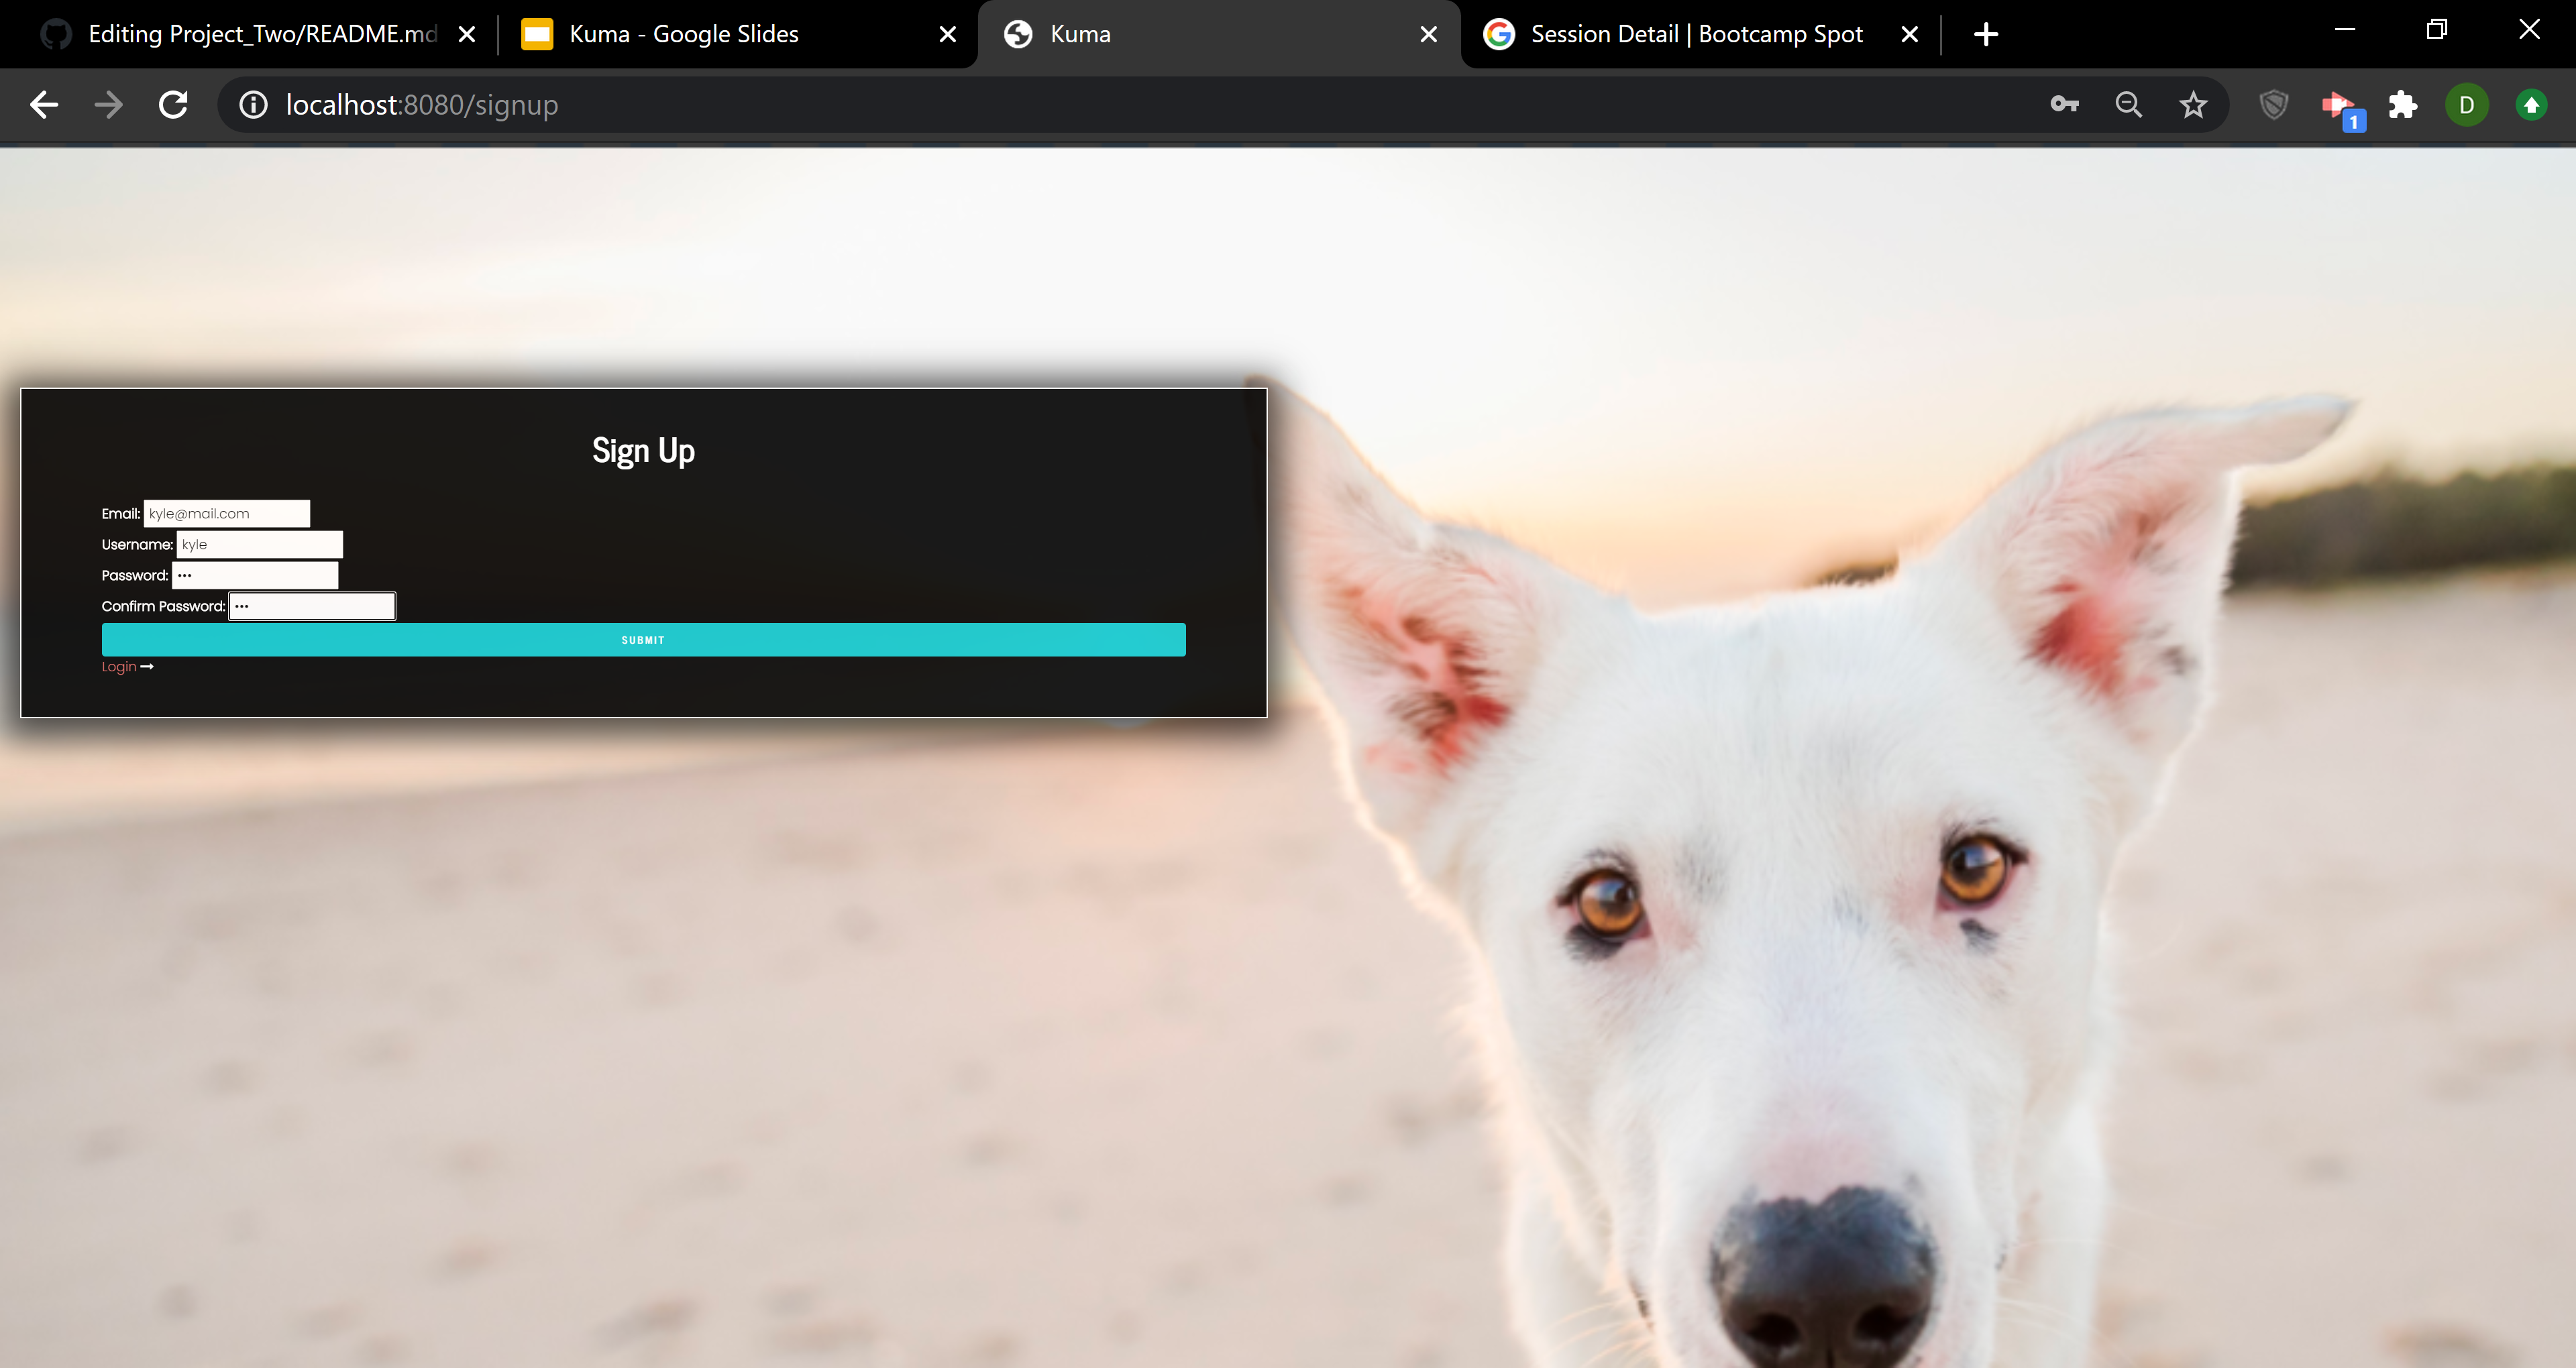 Editing Project_Two/README.md
Kuma - Google Slides
Kuma
Session Detail | Bootcamp Spot
localhost:8080/signup
1
D
Sign Up
Email: kyle@mail.com
Username: kyle
Password: •••
Confirm Password: •••
SUBMIT
Login ➞